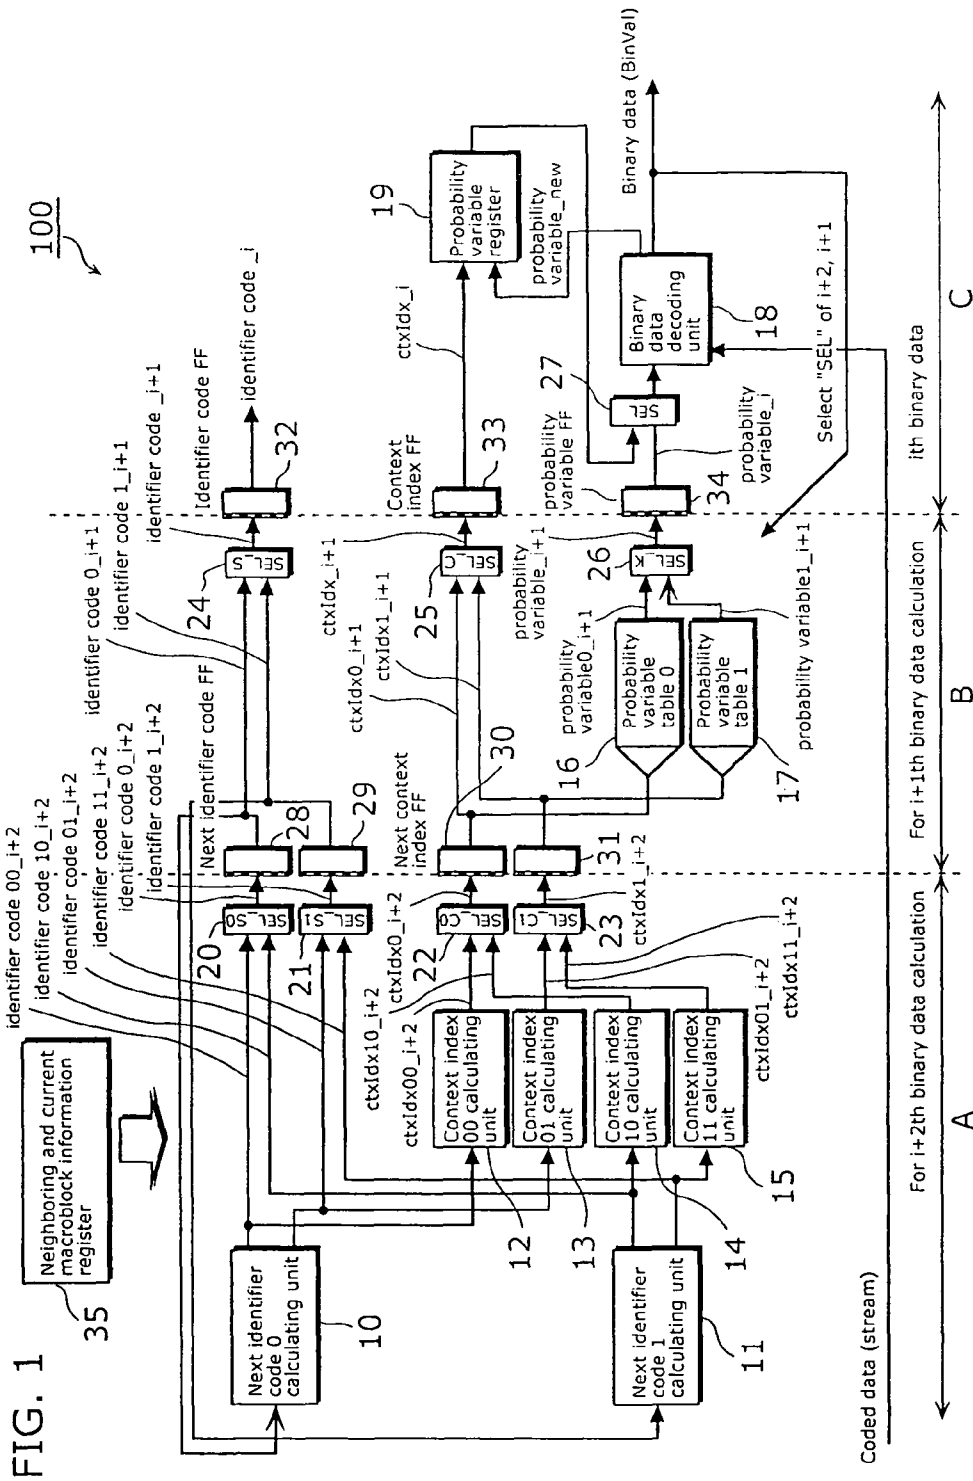 FIG. 1
100
35
Neighboring and current
macroblock information
register
identifier code 00_i+2
identifier code 10_i+2
identifier code 01_i+2
identifier code 11_i+2
identifier code 0_i+2
identifier code 1_i+2
Next identifier code FF
identifier code 0_i+1
identifier code 1_i+1
identifier code _i+1
Identifier code FF
identifier code _i
20
SEL_S0
28
21
SEL_S1
29
24
SEL_S
32
Next identifier
code 0
calculating unit
10
Next identifier
code 1
calculating unit
11
ctxIdx10_i+2
ctxIdx00_i+2
ctxIdx0_i+2
Next context
index FF
30
ctxIdx0_i+1
ctxIdx1_i+1
ctxIdx_i+1
Context
index FF
ctxIdx_i
22
SEL_C0
23
SEL_C1
31
25
SEL_C
33
19
Probability
variable
register
Context index
00 calculating
unit
12
Context index
01 calculating
unit
13
Context index
10 calculating
unit
14
Context index
11 calculating
unit
15
ctxIdx1_i+2
ctxIdx11_i+2
ctxIdx01_i+2
probability
variable0_i+1
probability
variable_i+1
probability
variable FF
probability
variable_new
16
Probability
variable
table 0
17
Probability
variable
table 1
26
SEL_K
34
27
SEL
probability variable1_i+1
probability
variable_i
Binary
data
decoding
unit
18
Binary data (BinVal)
Select "SEL" of i+2, i+1
Coded data (stream)
For i+2th binary data calculation
For i+1th binary data calculation
ith binary data
A
B
C